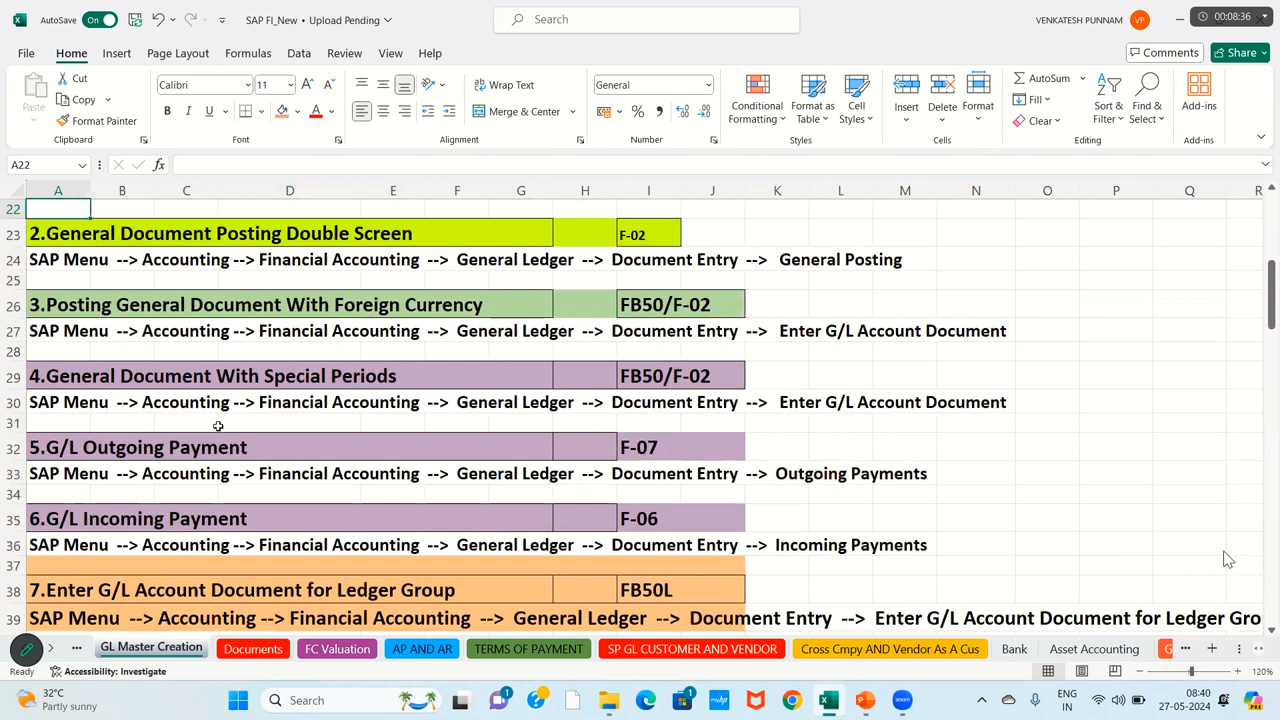 AutoSave On SAP FI_New • Upload Pending Search VENKATESH PUNNAM VP 00:08:36
File Home Insert Page Layout Formulas Data Review View Help Comments Share
Paste Cut Copy Format Painter Clipboard
Calibri 11 B I U Font
Wrap Text Merge & Center Alignment
General % Number
Conditional Formatting Format as Table Cell Styles Styles
Insert Delete Format Cells
AutoSum Fill Clear Sort & Filter Find & Select Editing
Add-ins Add-ins
A22 fx
A B C D E F G H I J K L M N O P Q R
22
23 2.General Document Posting Double Screen F-02
24 SAP Menu --> Accounting --> Financial Accounting --> General Ledger --> Document Entry --> General Posting
25
26 3.Posting General Document With Foreign Currency FB50/F-02
27 SAP Menu --> Accounting --> Financial Accounting --> General Ledger --> Document Entry --> Enter G/L Account Document
28
29 4.General Document With Special Periods FB50/F-02
30 SAP Menu --> Accounting --> Financial Accounting --> General Ledger --> Document Entry --> Enter G/L Account Document
31
32 5.G/L Outgoing Payment F-07
33 SAP Menu --> Accounting --> Financial Accounting --> General Ledger --> Document Entry --> Outgoing Payments
34
35 6.G/L Incoming Payment F-06
36 SAP Menu --> Accounting --> Financial Accounting --> General Ledger --> Document Entry --> Incoming Payments
37
38 7.Enter G/L Account Document for Ledger Group FB50L
39 SAP Menu --> Accounting --> Financial Accounting --> General Ledger --> Document Entry --> Enter G/L Account Document for Ledger Gro
GL Master Creation Documents FC Valuation AP AND AR TERMS OF PAYMENT SP GL CUSTOMER AND VENDOR Cross Cmpy AND Vendor As A Cus Bank Asset Accounting G
Ready Accessibility: Investigate 120%
32°C Partly sunny Search ENG IN 08:40 27-05-2024